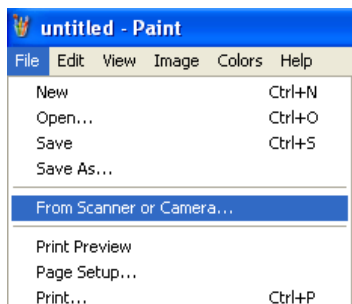 untitled - Paint
File Edit View Image Colors Help
New Ctrl+N
Open... Ctrl+O
Save Ctrl+S
Save As...
From Scanner or Camera...
Print Preview
Page Setup...
Print... Ctrl+P